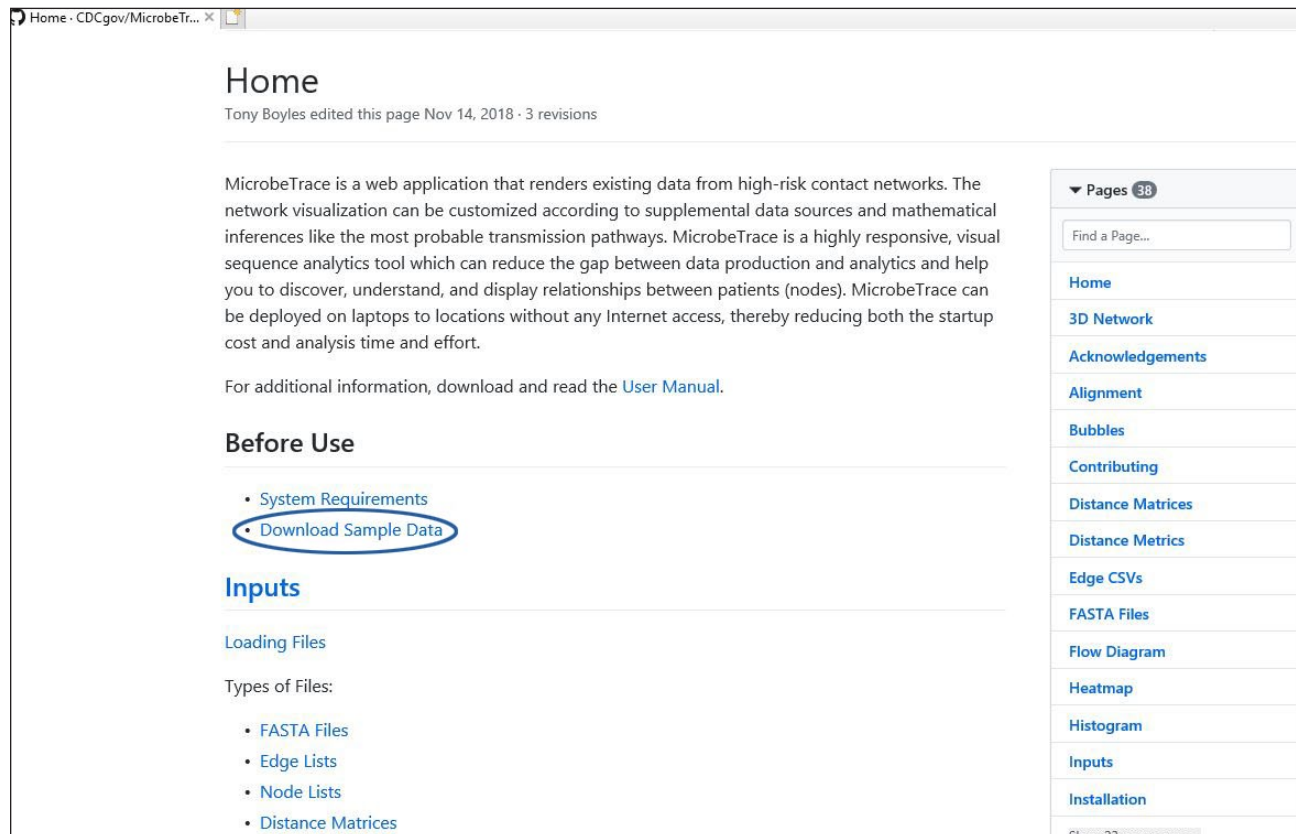 Home · CDCgov/MicrobeTr...
Home
Tony Boyles edited this page Nov 14, 2018 · 3 revisions
MicrobeTrace is a web application that renders existing data from high-risk contact networks. The
network visualization can be customized according to supplemental data sources and mathematical
inferences like the most probable transmission pathways. MicrobeTrace is a highly responsive, visual
sequence analytics tool which can reduce the gap between data production and analytics and help
you to discover, understand, and display relationships between patients (nodes). MicrobeTrace can
be deployed on laptops to locations without any Internet access, thereby reducing both the startup
cost and analysis time and effort.
For additional information, download and read the User Manual.
Before Use
• System Requirements
• Download Sample Data
Inputs
Loading Files
Types of Files:
• FASTA Files
• Edge Lists
• Node Lists
• Distance Matrices
Pages 38
Find a Page...
Home
3D Network
Acknowledgements
Alignment
Bubbles
Contributing
Distance Matrices
Distance Metrics
Edge CSVs
FASTA Files
Flow Diagram
Heatmap
Histogram
Inputs
Installation